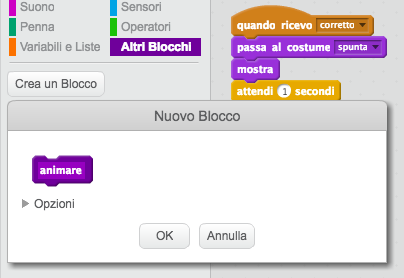 Suono
Sensori
Penna
Operatori
Variabili e Liste
Altri Blocchi
Crea un Blocco
quando ricevo corretto
passa al costume spunta
mostra
attendi 1 secondi
Nuovo Blocco
animare
Opzioni
OK
Annulla